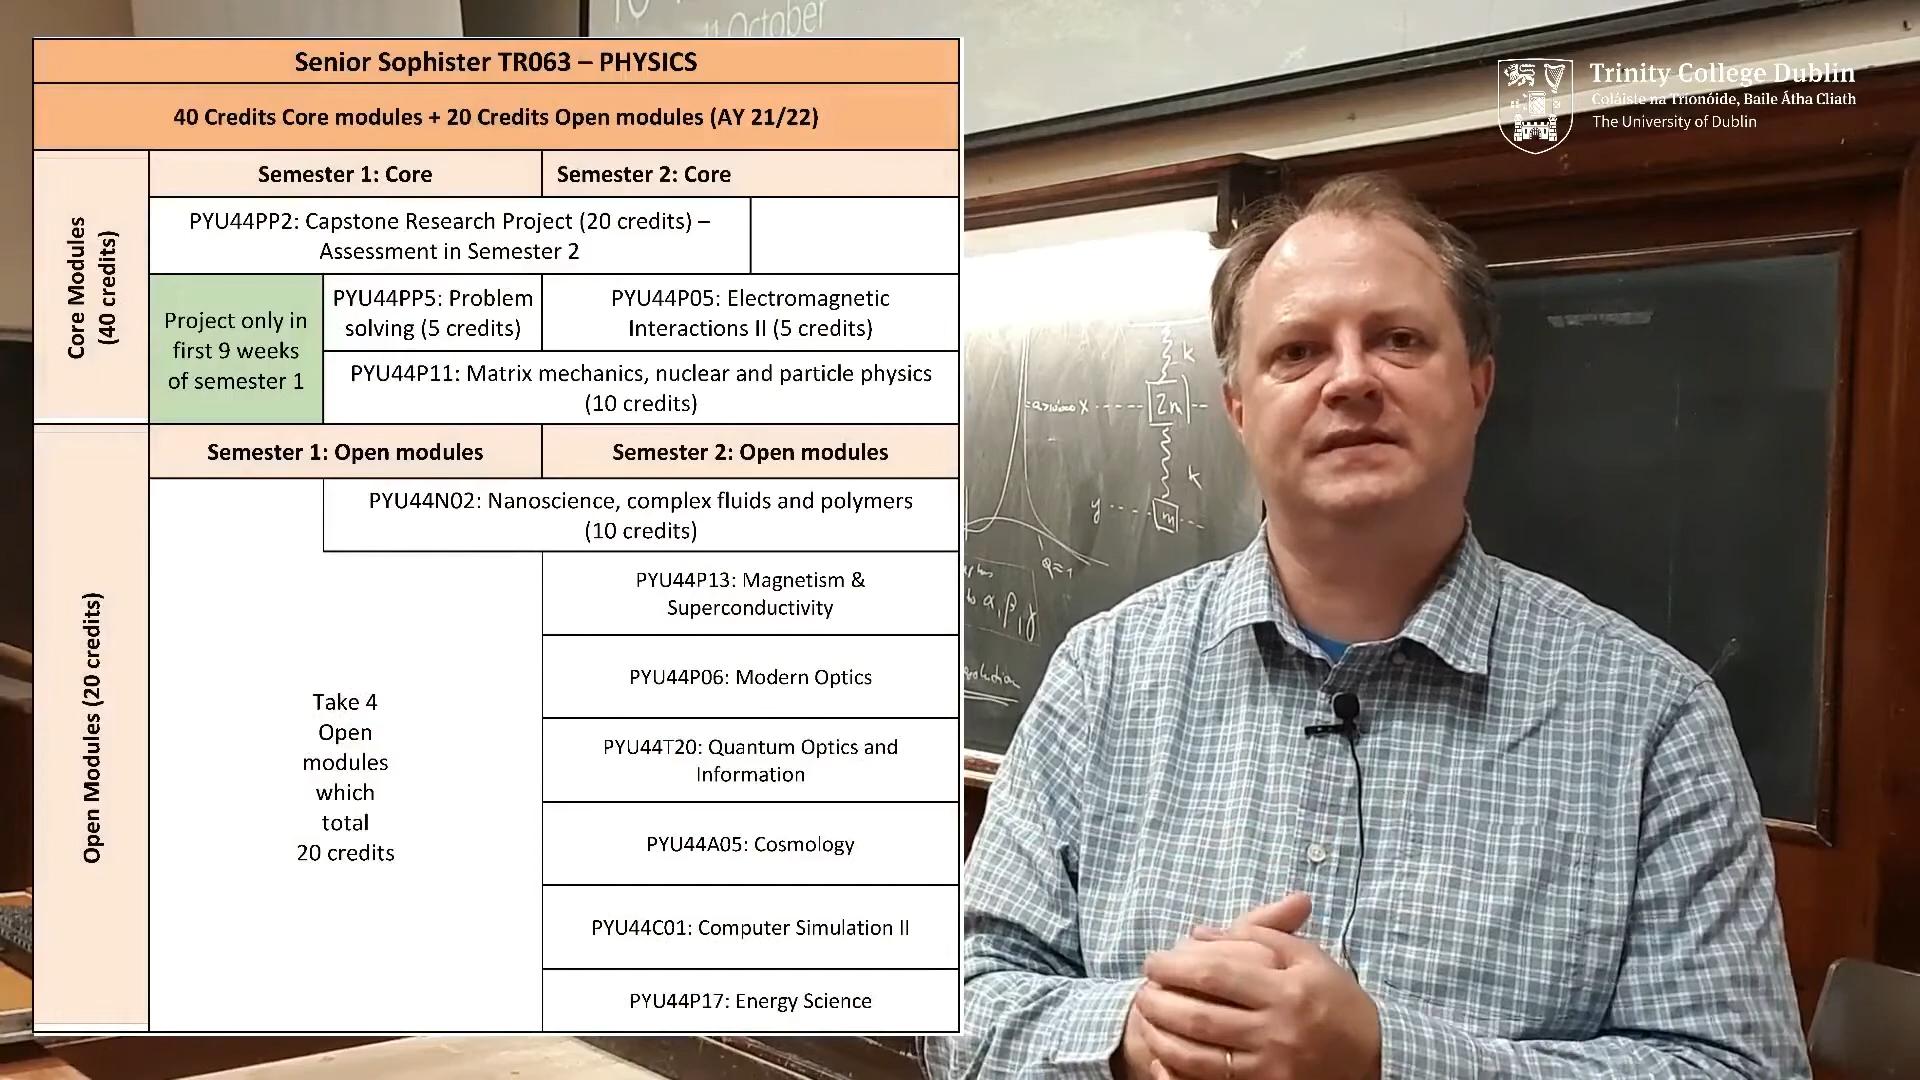 11 October
Senior Sophister TR063 – PHYSICS
40 Credits Core modules + 20 Credits Open modules (AY 21/22)
Core Modules
(40 credits)
Semester 1: Core
Semester 2: Core
PYU44PP2: Capstone Research Project (20 credits) –
Assessment in Semester 2
Project only in
first 9 weeks
of semester 1
PYU44PP5: Problem
solving (5 credits)
PYU44P05: Electromagnetic
Interactions II (5 credits)
PYU44P11: Matrix mechanics, nuclear and particle physics
(10 credits)
Open Modules (20 credits)
Semester 1: Open modules
Semester 2: Open modules
PYU44N02: Nanoscience, complex fluids and polymers
(10 credits)
Take 4
Open
modules
which
total
20 credits
PYU44P13: Magnetism &
Superconductivity
PYU44P06: Modern Optics
PYU44T20: Quantum Optics and
Information
PYU44A05: Cosmology
PYU44C01: Computer Simulation II
PYU44P17: Energy Science
Trinity College Dublin
Coláiste na Tríonóide, Baile Átha Cliath
The University of Dublin
k
x
2m
k
y
m
Q=1
α, β, γ